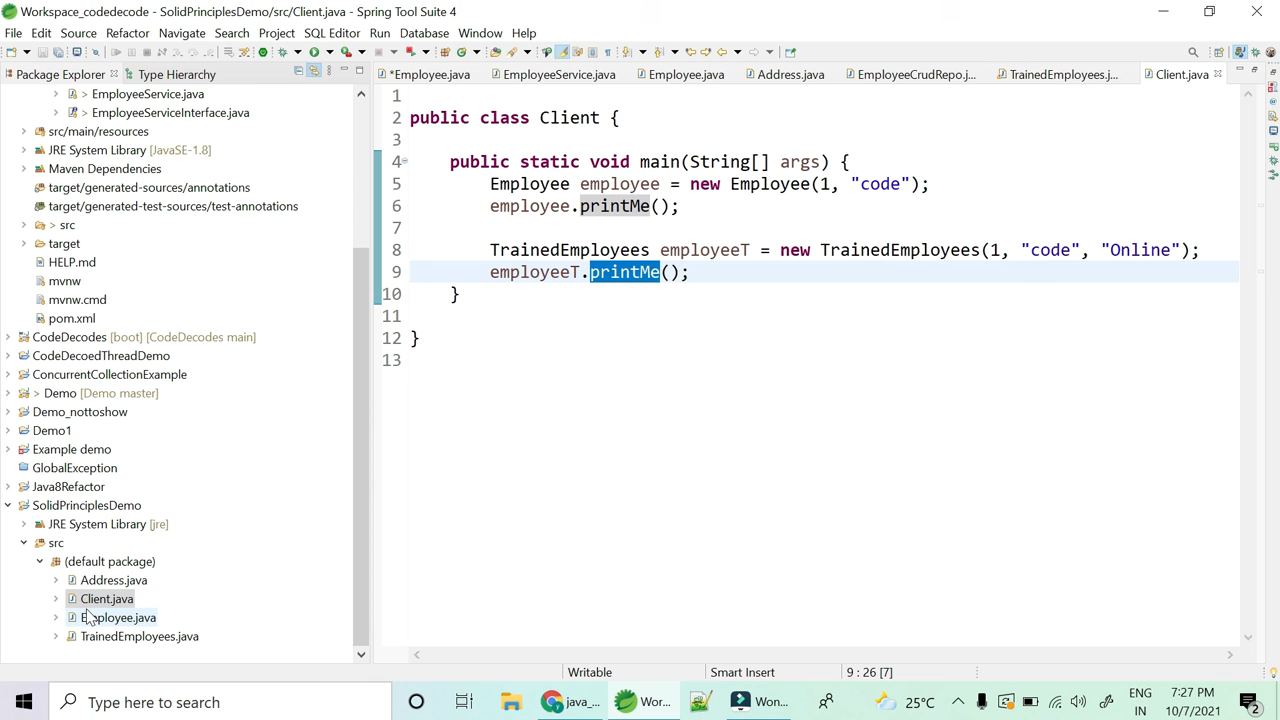 Workspace_codedecode - SolidPrinciplesDemo/src/Client.java - Spring Tool Suite 4
File Edit Source Refactor Navigate Search Project SQL Editor Run Database Window Help
Package Explorer Type Hierarchy
*Employee.java EmployeeService.java Employee.java Address.java EmployeeCrudRepo.j... TrainedEmployees.j... Client.java
> EmployeeService.java
> EmployeeServiceInterface.java
src/main/resources
JRE System Library [JavaSE-1.8]
Maven Dependencies
target/generated-sources/annotations
target/generated-test-sources/test-annotations
> src
target
HELP.md
mvnw
mvnw.cmd
pom.xml
CodeDecodes [boot] [CodeDecodes main]
CodeDecoedThreadDemo
ConcurrentCollectionExample
> Demo [Demo master]
Demo_nottoshow
Demo1
Example demo
GlobalException
Java8Refactor
SolidPrinciplesDemo
JRE System Library [jre]
src
(default package)
Address.java
Client.java
Employee.java
TrainedEmployees.java
1
2 public class Client {
3
4 public static void main(String[] args) {
5 Employee employee = new Employee(1, "code");
6 employee.printMe();
7
8 TrainedEmployees employeeT = new TrainedEmployees(1, "code", "Online");
9 employeeT.printMe();
10 }
11
12 }
13
Writable Smart Insert 9 : 26 [7]
Type here to search
java_... Wor... Won... 25°C ENG IN 7:27 PM 10/7/2021 2